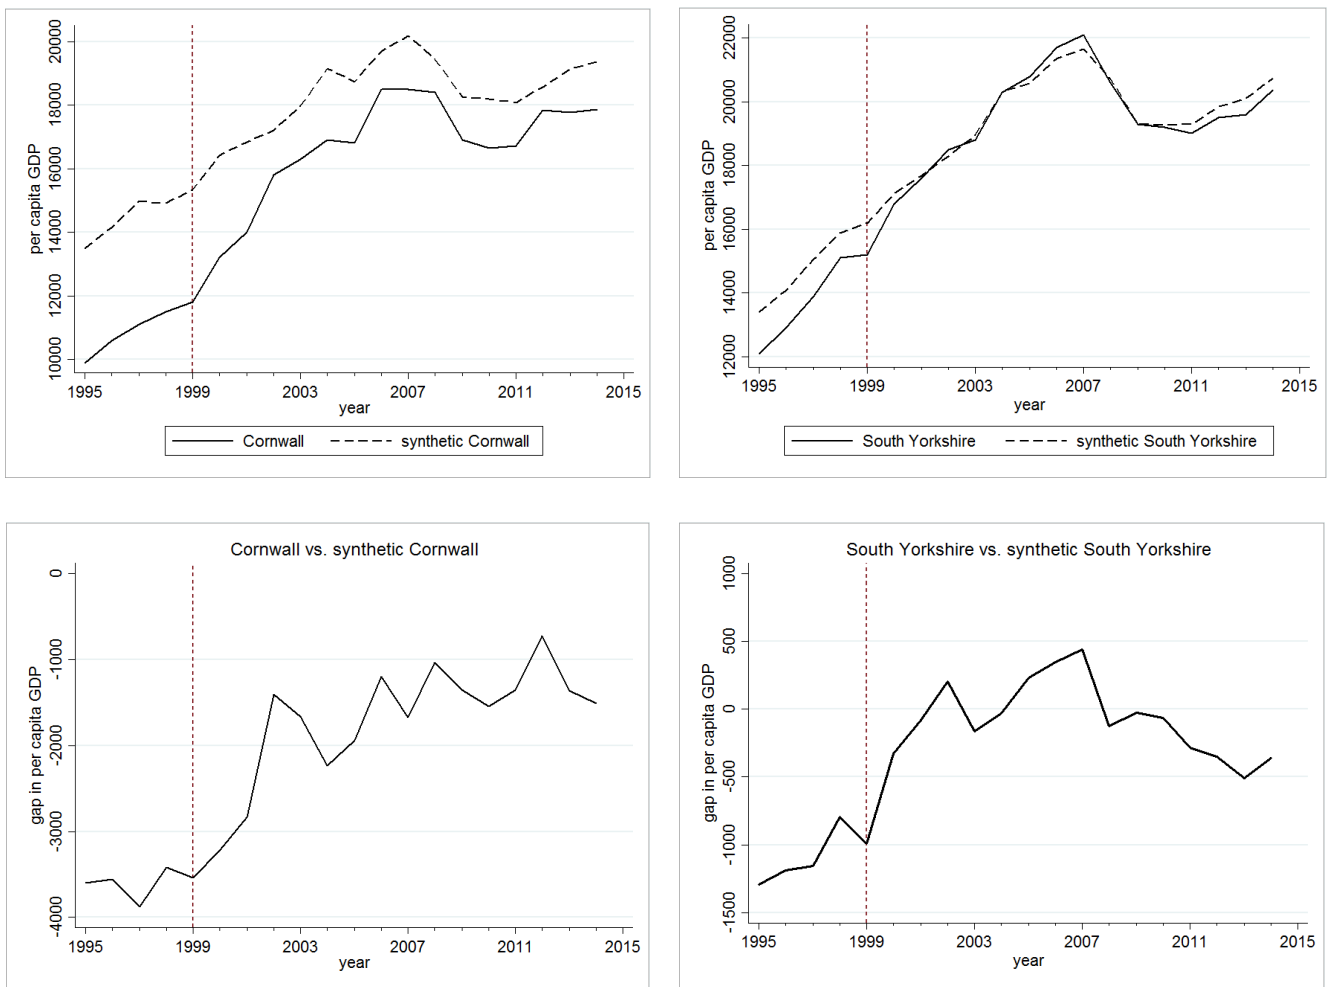 per capita GDP
20000
18000
16000
14000
12000
10000
1995 1999 2003 2007 2011 2015
year
Cornwall synthetic Cornwall
per capita GDP
22000
20000
18000
16000
14000
12000
1995 1999 2003 2007 2011 2015
year
South Yorkshire synthetic South Yorkshire
Cornwall vs. synthetic Cornwall
gap in per capita GDP
0
-1000
-2000
-3000
-4000
1995 1999 2003 2007 2011 2015
year
South Yorkshire vs. synthetic South Yorkshire
gap in per capita GDP
1000
500
0
-500
-1000
-1500
1995 1999 2003 2007 2011 2015
year